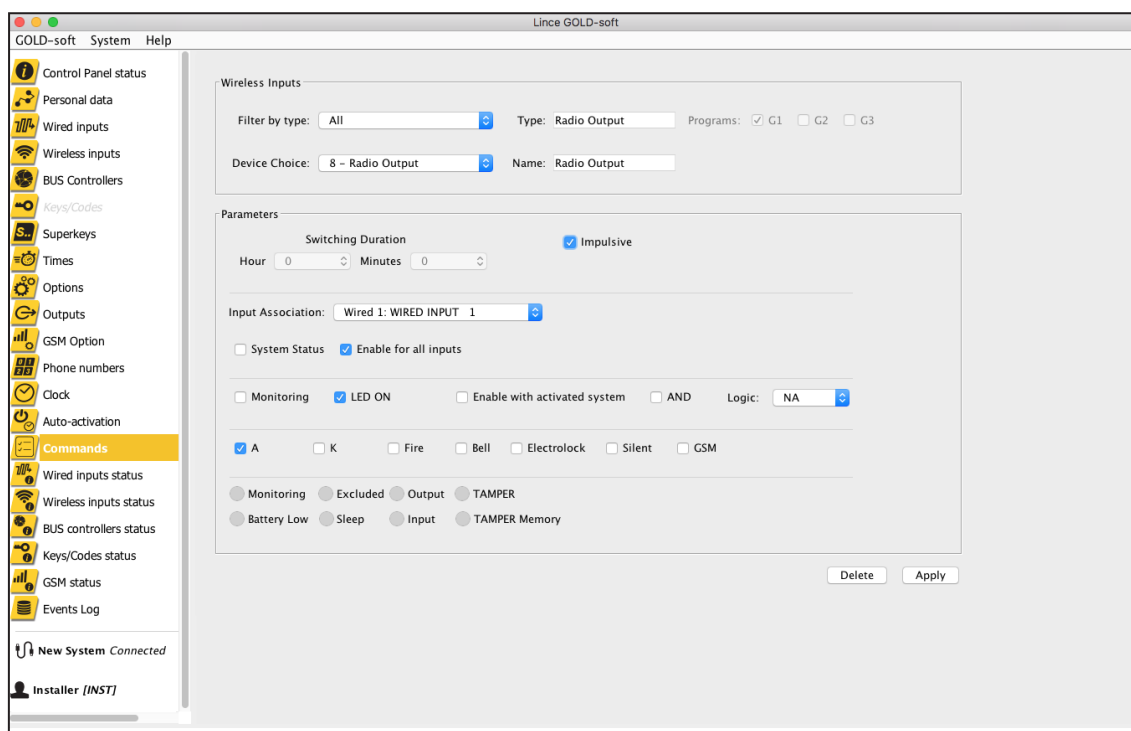 Lince GOLD-soft
GOLD-soft System Help
Control Panel status
Personal data
Wired inputs
Wireless inputs
BUS Controllers
Keys/Codes
S.. Superkeys
Times
Options
Outputs
GSM Option
Phone numbers
Clock
Auto-activation
Commands
Wired inputs status
Wireless inputs status
BUS controllers status
Keys/Codes status
GSM status
Events Log
New System Connected
Installer [INST]
Wireless Inputs
Filter by type: All Type: Radio Output Programs: G1 G2 G3
Device Choice: 8 – Radio Output Name: Radio Output
Parameters
Switching Duration Impulsive
Hour 0 Minutes 0
Input Association: Wired 1: WIRED INPUT 1
System Status Enable for all inputs
Monitoring LED ON Enable with activated system AND Logic: NA
A K Fire Bell Electrolock Silent GSM
Monitoring Excluded Output TAMPER
Battery Low Sleep Input TAMPER Memory
Delete Apply